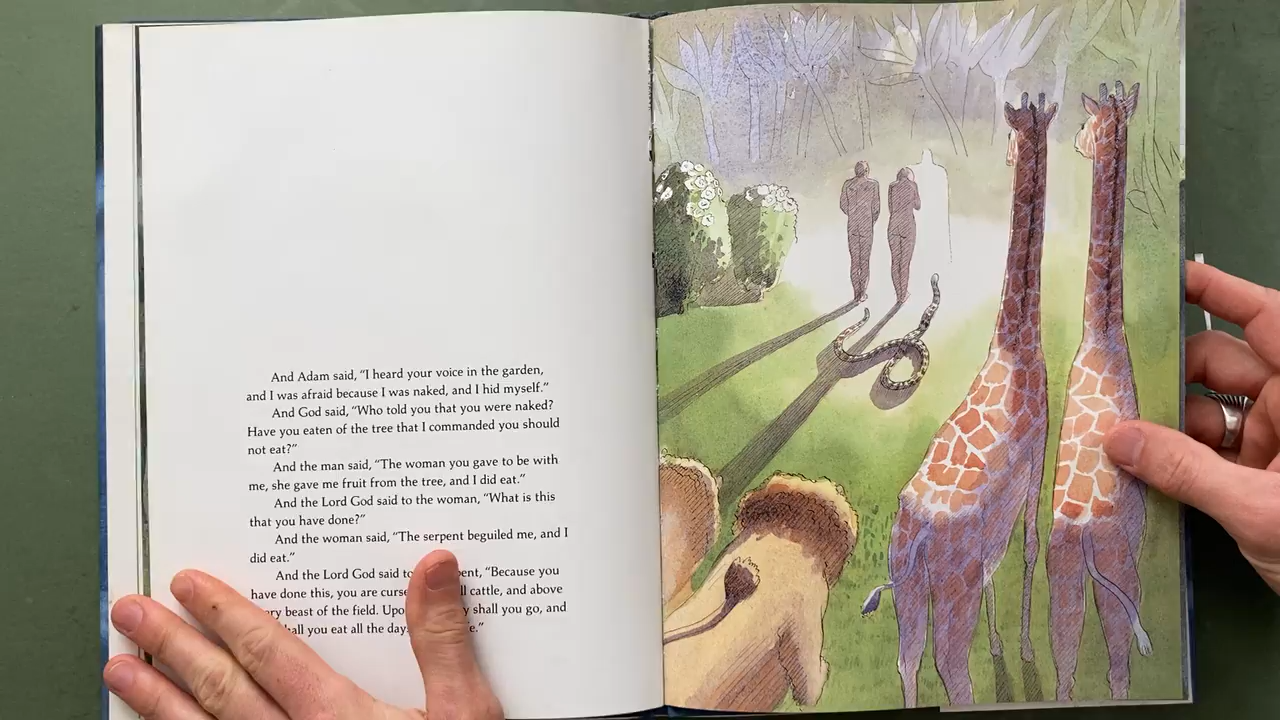 And Adam said, “I heard your voice in the garden,
and I was afraid because I was naked, and I hid myself.”
And God said, “Who told you that you were naked?
Have you eaten of the tree that I commanded you should
not eat?”
And the man said, “The woman you gave to be with
me, she gave me fruit from the tree, and I did eat.”
And the Lord God said to the woman, “What is this
that you have done?”
And the woman said, “The serpent beguiled me, and I
did eat.”
And the Lord God said to “Because you
have done this, you are cattle, and above
beast of the field. shall you go, and
shall you eat all the